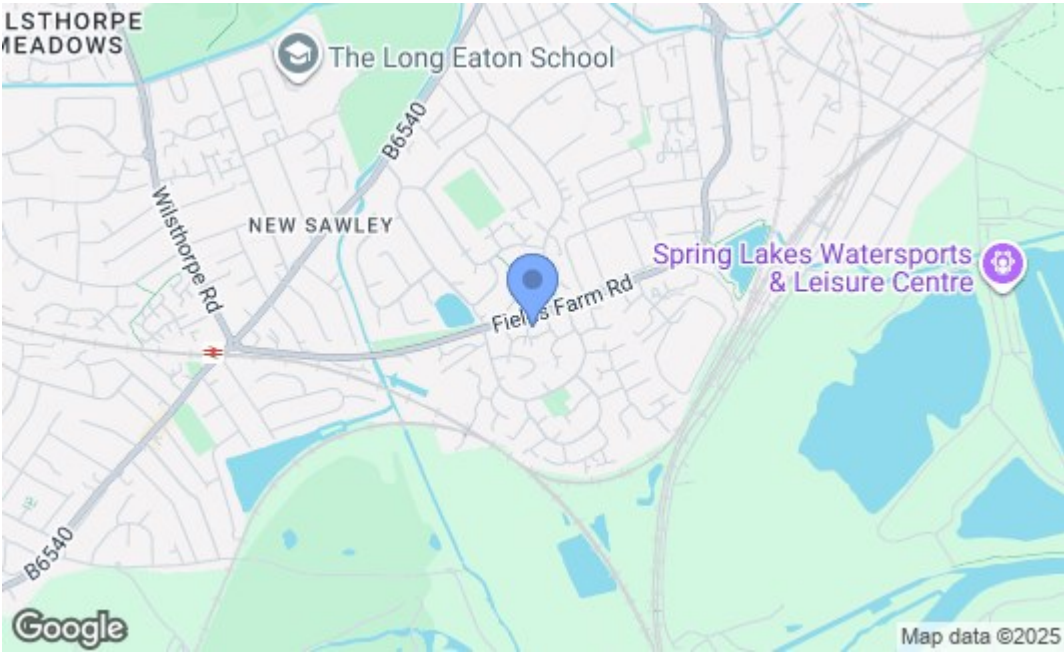 ILSTHORPE
MEADOWS
The Long Eaton School
B6540
Wilsthorpe Rd
NEW SAWLEY
Spring Lakes Watersports
& Leisure Centre
Fields Farm Rd
B6540
Google
Map data ©2025